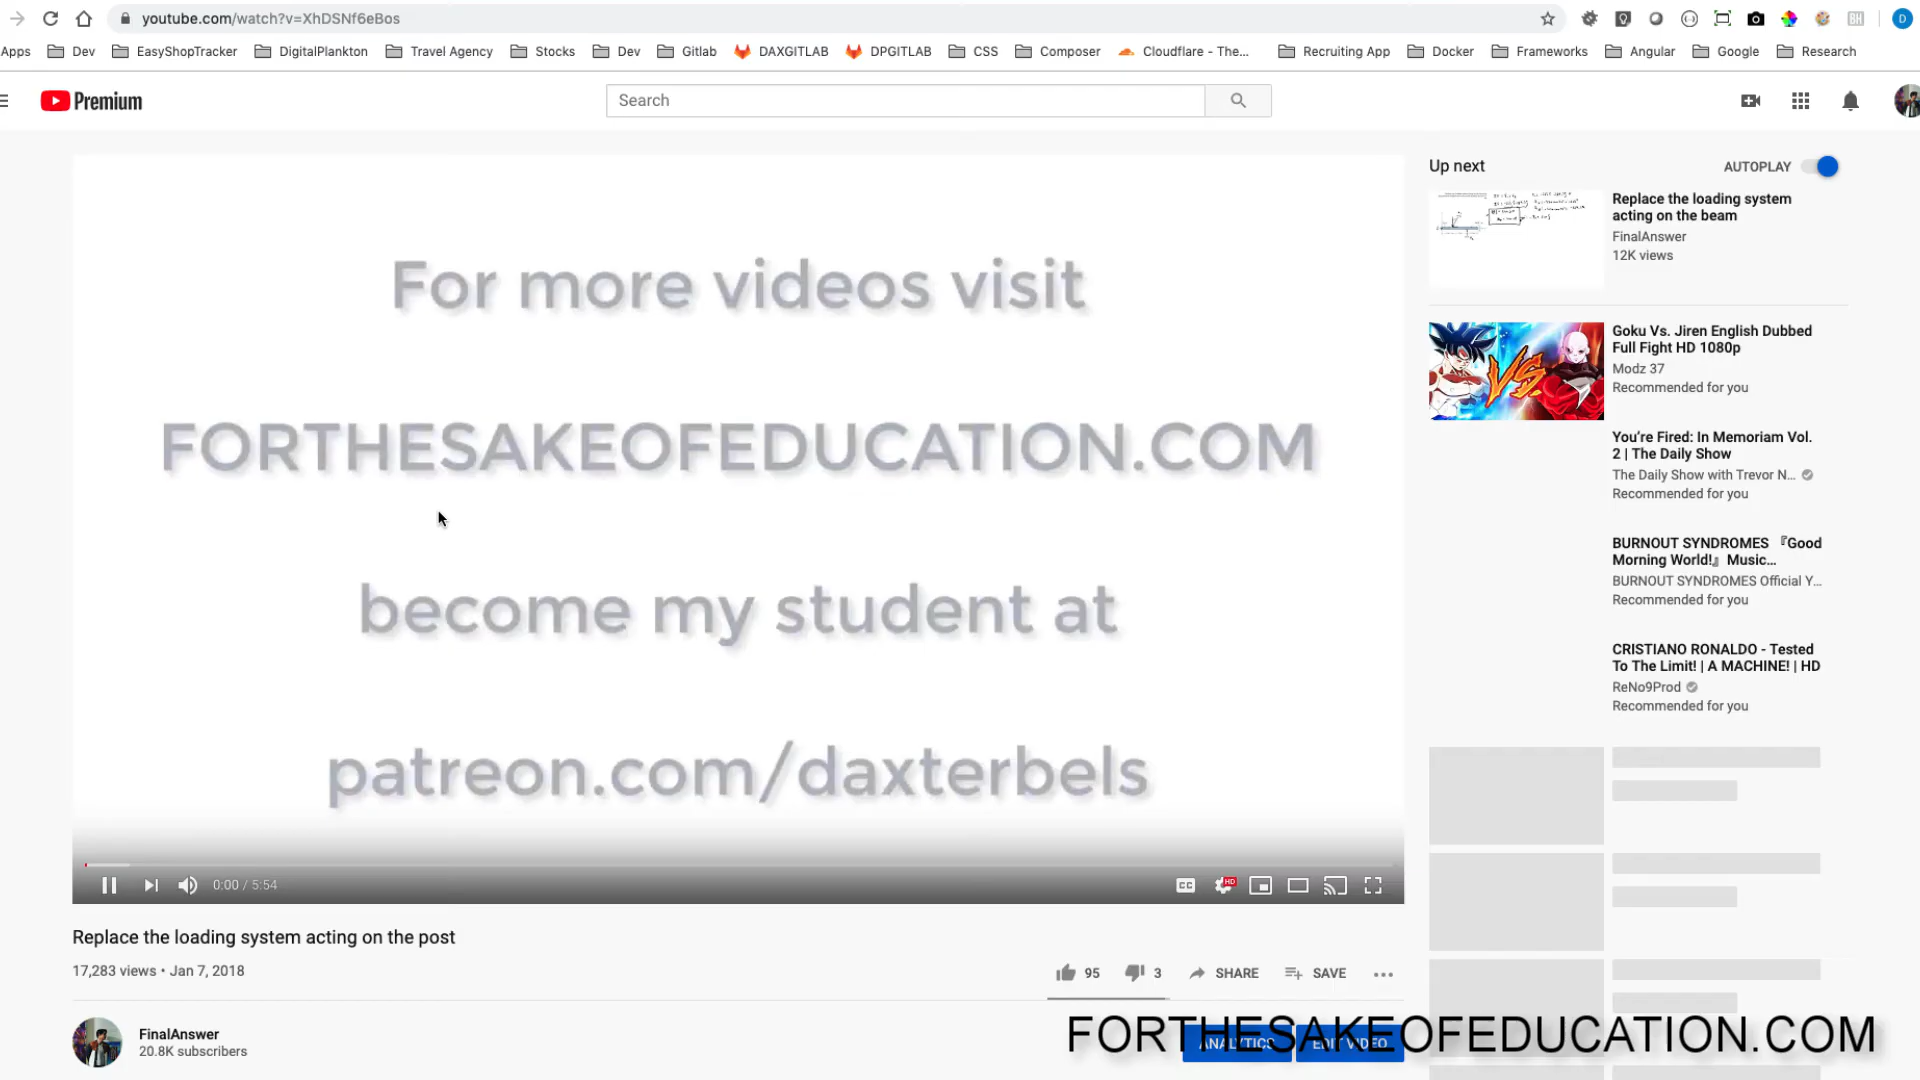 youtube.com/watch?v=XhDSNf6eBos
Apps Dev EasyShopTracker DigitalPlankton Travel Agency Stocks Dev Gitlab DAXGITLAB DPGITLAB CSS Composer Cloudflare - The... Recruiting App Docker Frameworks Angular Google Research
Premium
Search
For more videos visit
FORTHESAKEOFEDUCATION.COM
become my student at
patreon.com/daxterbels
0:00 / 5:54
CC
HD
Replace the loading system acting on the post
17,283 views • Jan 7, 2018
95 3 SHARE SAVE
FinalAnswer
20.8K subscribers
ANALYTICS EDIT VIDEO
Up next AUTOPLAY
Replace the loading system
acting on the beam
FinalAnswer
12K views
VS.
Goku Vs. Jiren English Dubbed
Full Fight HD 1080p
Modz 37
Recommended for you
You're Fired: In Memoriam Vol.
2 | The Daily Show
The Daily Show with Trevor N...
Recommended for you
BURNOUT SYNDROMES 『Good
Morning World!』 Music...
BURNOUT SYNDROMES Official Y...
Recommended for you
CRISTIANO RONALDO - Tested
To The Limit! | A MACHINE! | HD
ReNo9Prod
Recommended for you
FORTHESAKEOFEDUCATION.COM